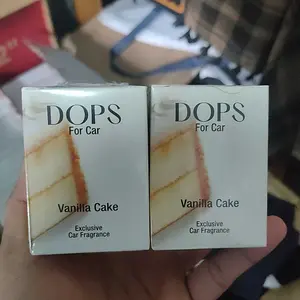 DOPS
For Car
Vanilla Cake
Exclusive
Car Fragrance
DOPS
For Car
Vanilla Cake
Exclusive
Car Fragrance